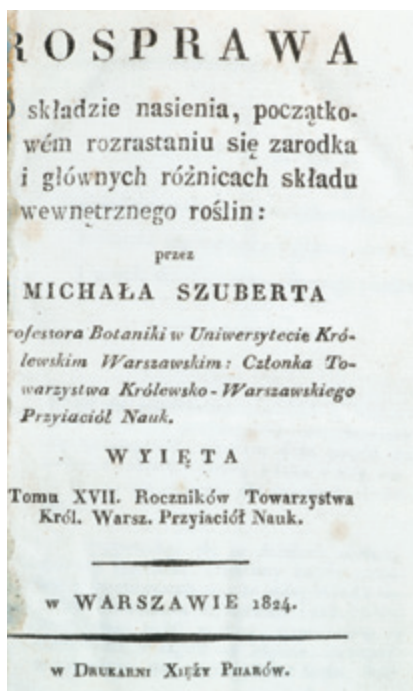 ROSPRAWA
O składzie nasienia, początko-
wém rozrastaniu się zarodka
i głównych różnicach składu
wewnętrznego roślin:
przez
MICHAŁA SZUBERTA
rofessora Botaniki w Uniwersytecie Kró-
lewskim Warszawskim: Członka To-
warzystwa Królewsko-Warszawskiego
Przyiaciół Nauk.
WYIĘTA
Tomu XVII. Roczników Towarzystwa
Król. Warsz. Przyiaciół Nauk.
w WARSZAWIE 1824.
w DRUKARNI XIĘŻY PIIARÓW.